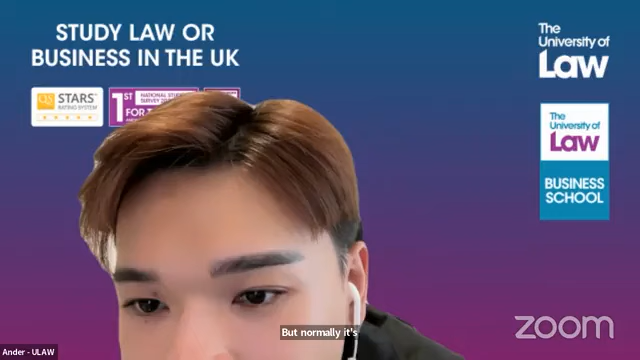 STUDY LAW OR
BUSINESS IN THE UK
The
University of
Law
QS STARS
RATING SYSTEM
1ST
NATIONAL STUDENT
The
University of
Law
BUSINESS
SCHOOL
But normally it's
zoom
Ander - ULAW